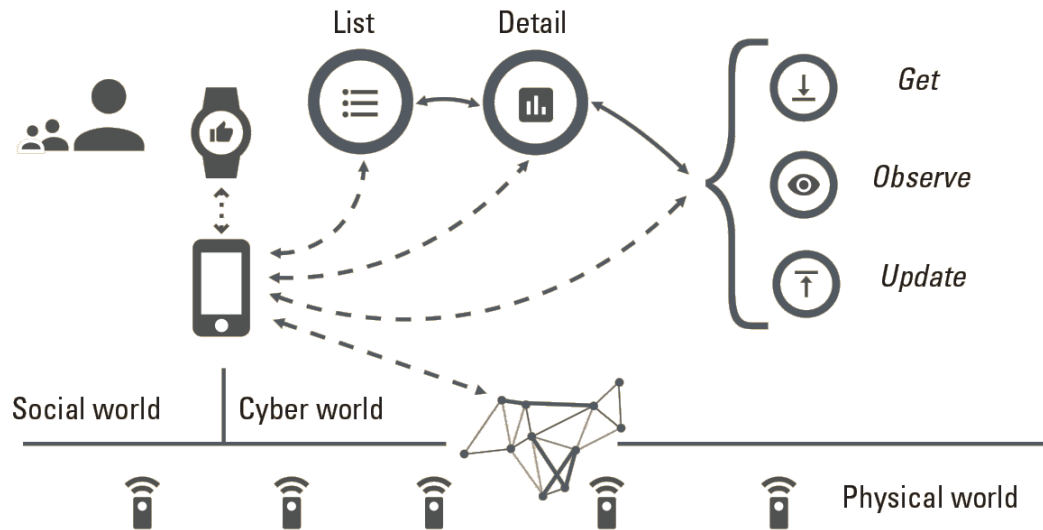 List
Detail
Get
Observe
Update
Social world
Cyber world
Physical world